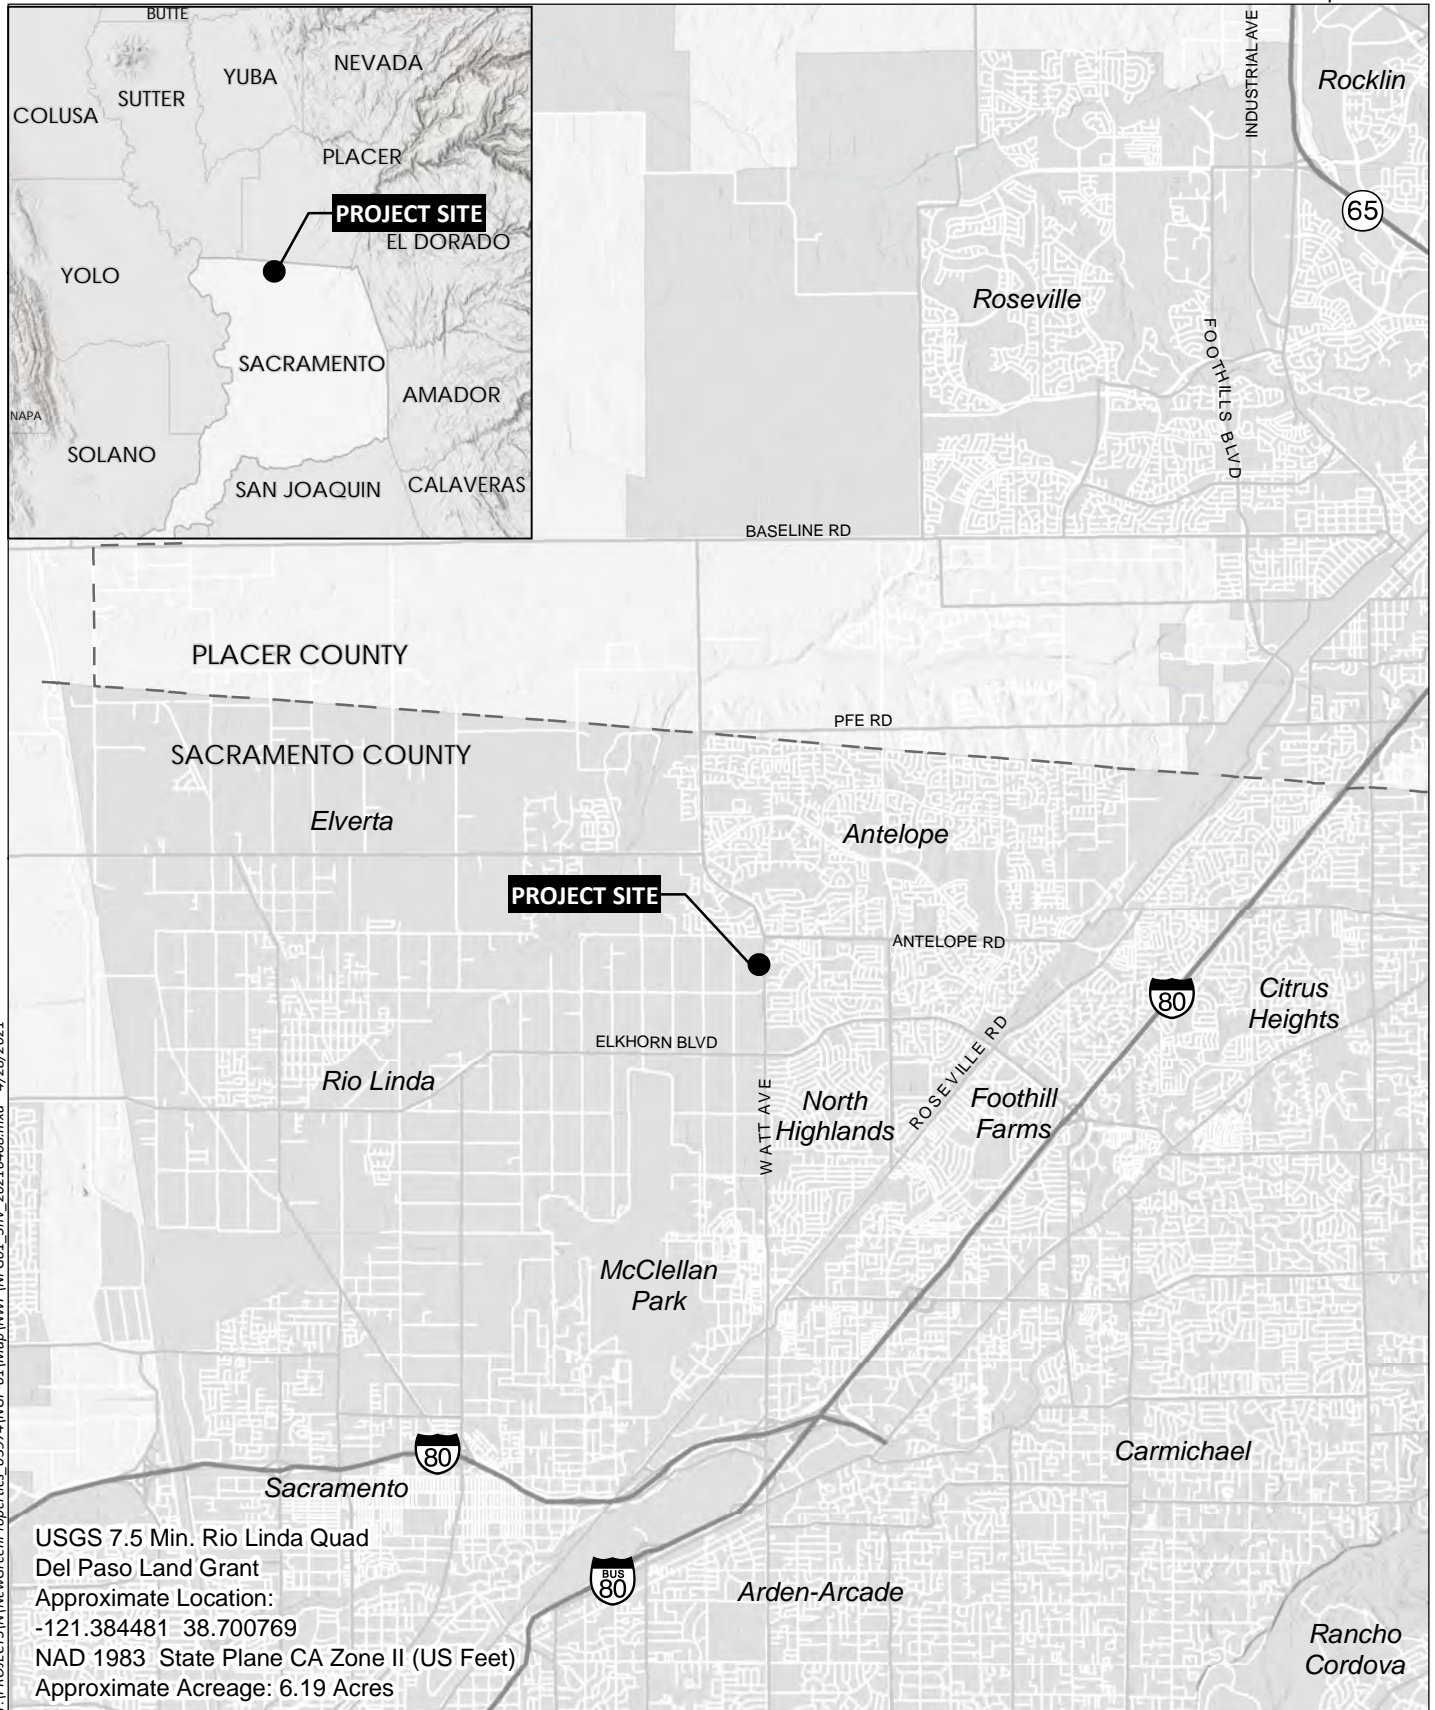 BUTTE
NEVADA
YUBA
SUTTER
COLUSA
PLACER
PROJECT SITE
EL DORADO
YOLO
SACRAMENTO
AMADOR
NAPA
SOLANO
SAN JOAQUIN
CALAVERAS
INDUSTRIAL AVE
Rocklin
65
Roseville
FOOTHILLS BLVD
BASELINE RD
PLACER COUNTY
PFE RD
SACRAMENTO COUNTY
Elverta
Antelope
PROJECT SITE
ANTELOPE RD
80
Citrus
Heights
ELKHORN BLVD
ROSEVILLE RD
Rio Linda
WATT AVE
North
Highlands
Foothill
Farms
McClellan
Park
80
Carmichael
Sacramento
USGS 7.5 Min. Rio Linda Quad
Del Paso Land Grant
Approximate Location:
-121.384481 38.700769
NAD 1983 State Plane CA Zone II (US Feet)
Approximate Acreage: 6.19 Acres
BUS
80
Arden-Arcade
Rancho
Cordova